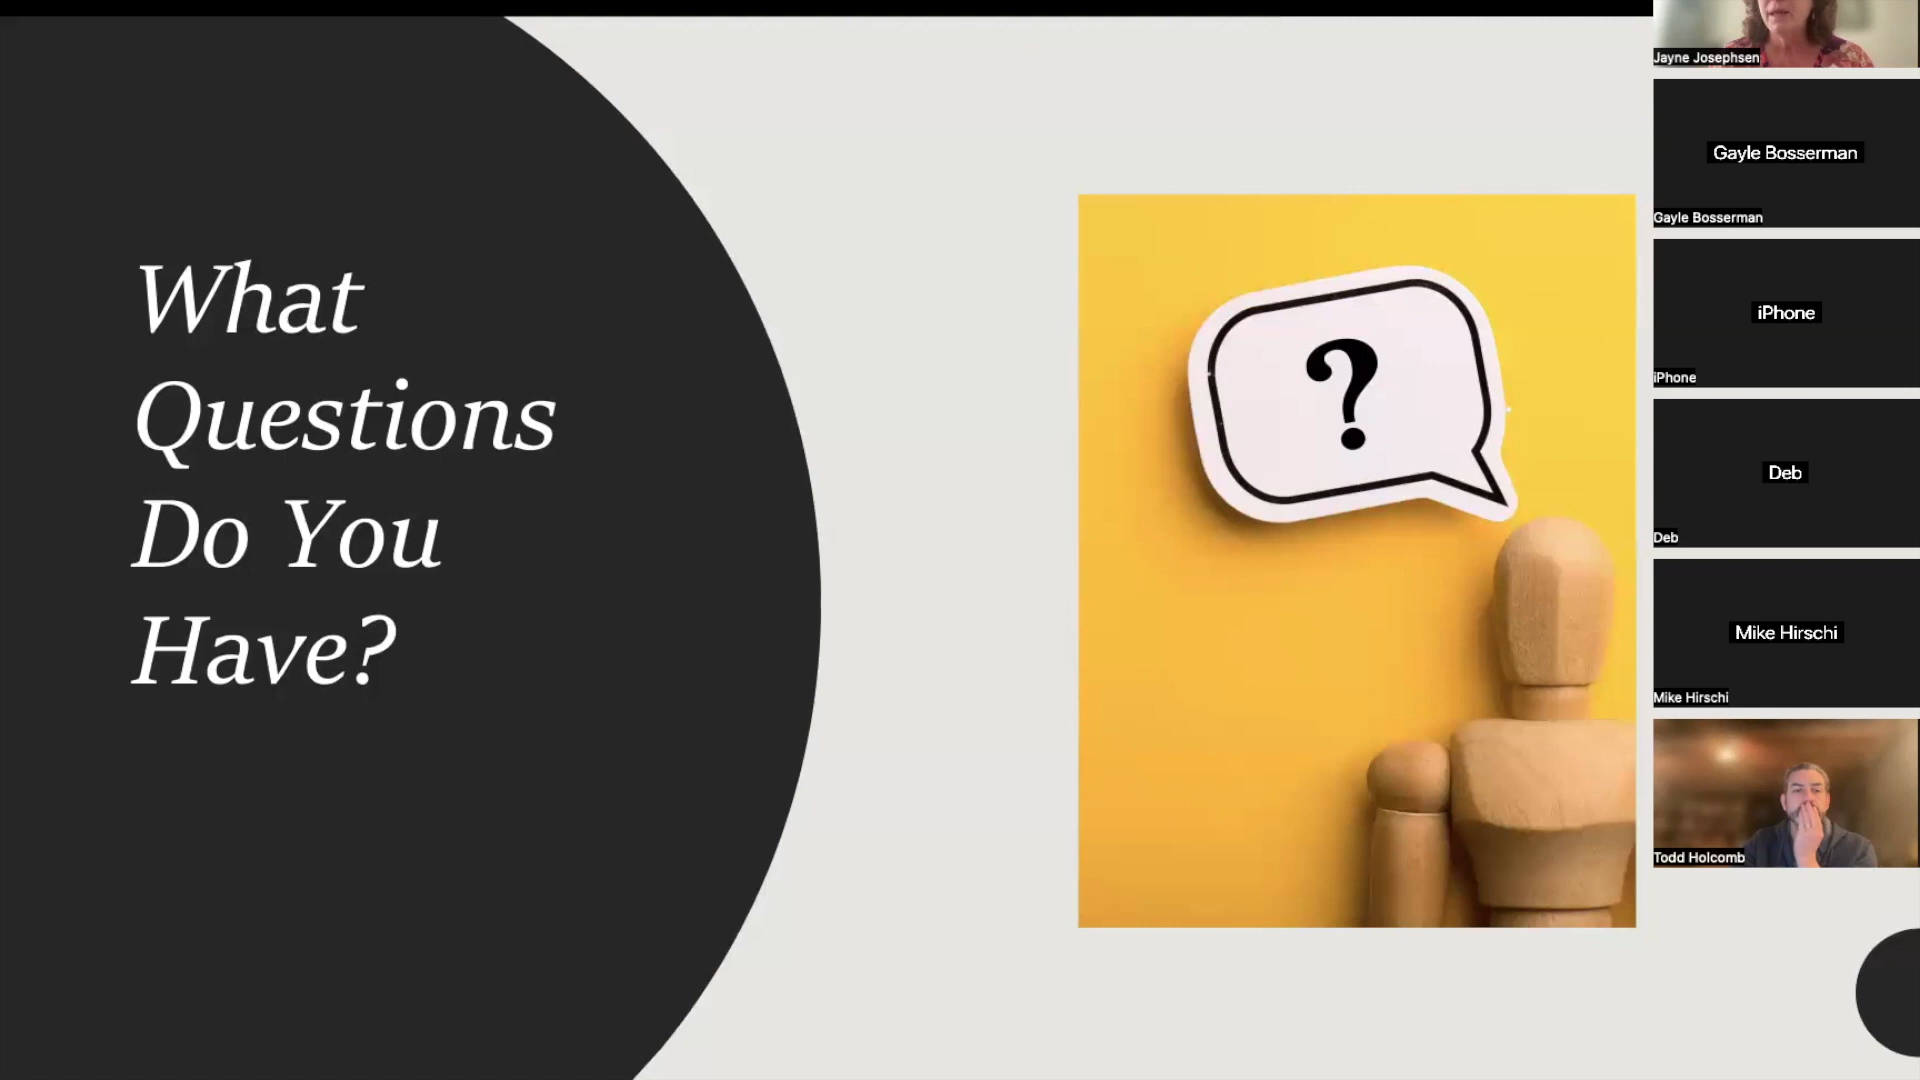 What
Questions
Do You
Have?
?
Jayne Josephsen
Gayle Bosserman
Gayle Bosserman
iPhone
iPhone
Deb
Deb
Mike Hirschi
Mike Hirschi
Todd Holcomb